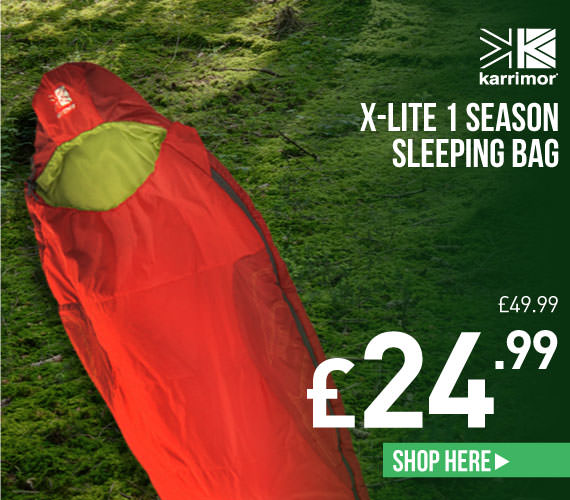 karrimor
X-LITE 1 SEASON
SLEEPING BAG
£49.99
£24.99
SHOP HERE